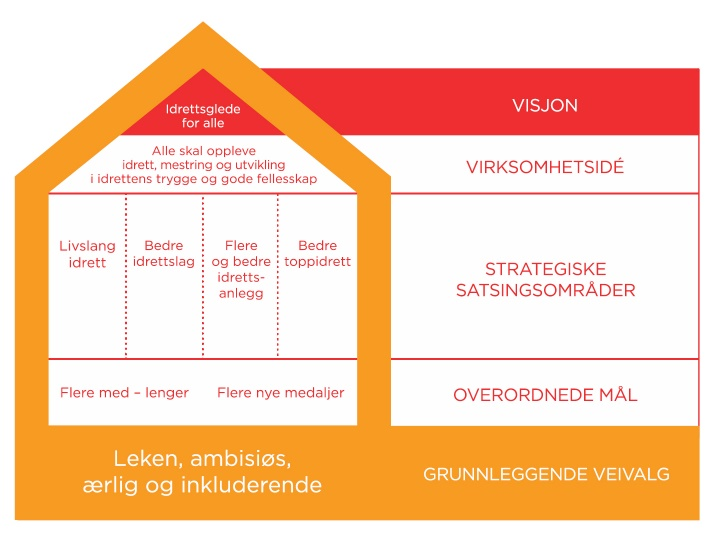 Idrettsglede
for alle
VISJON
Alle skal oppleve
idrett, mestring og utvikling
i idrettens trygge og gode fellesskap
VIRKSOMHETSIDÉ
Livslang
idrett
Bedre
idrettslag
Flere
og bedre
idretts-
anlegg
Bedre
toppidrett
STRATEGISKE
SATSINGSOMRÅDER
Flere med – lenger
Flere nye medaljer
OVERORDNEDE MÅL
Leken, ambisiøs,
ærlig og inkluderende
GRUNNLEGGENDE VEIVALG